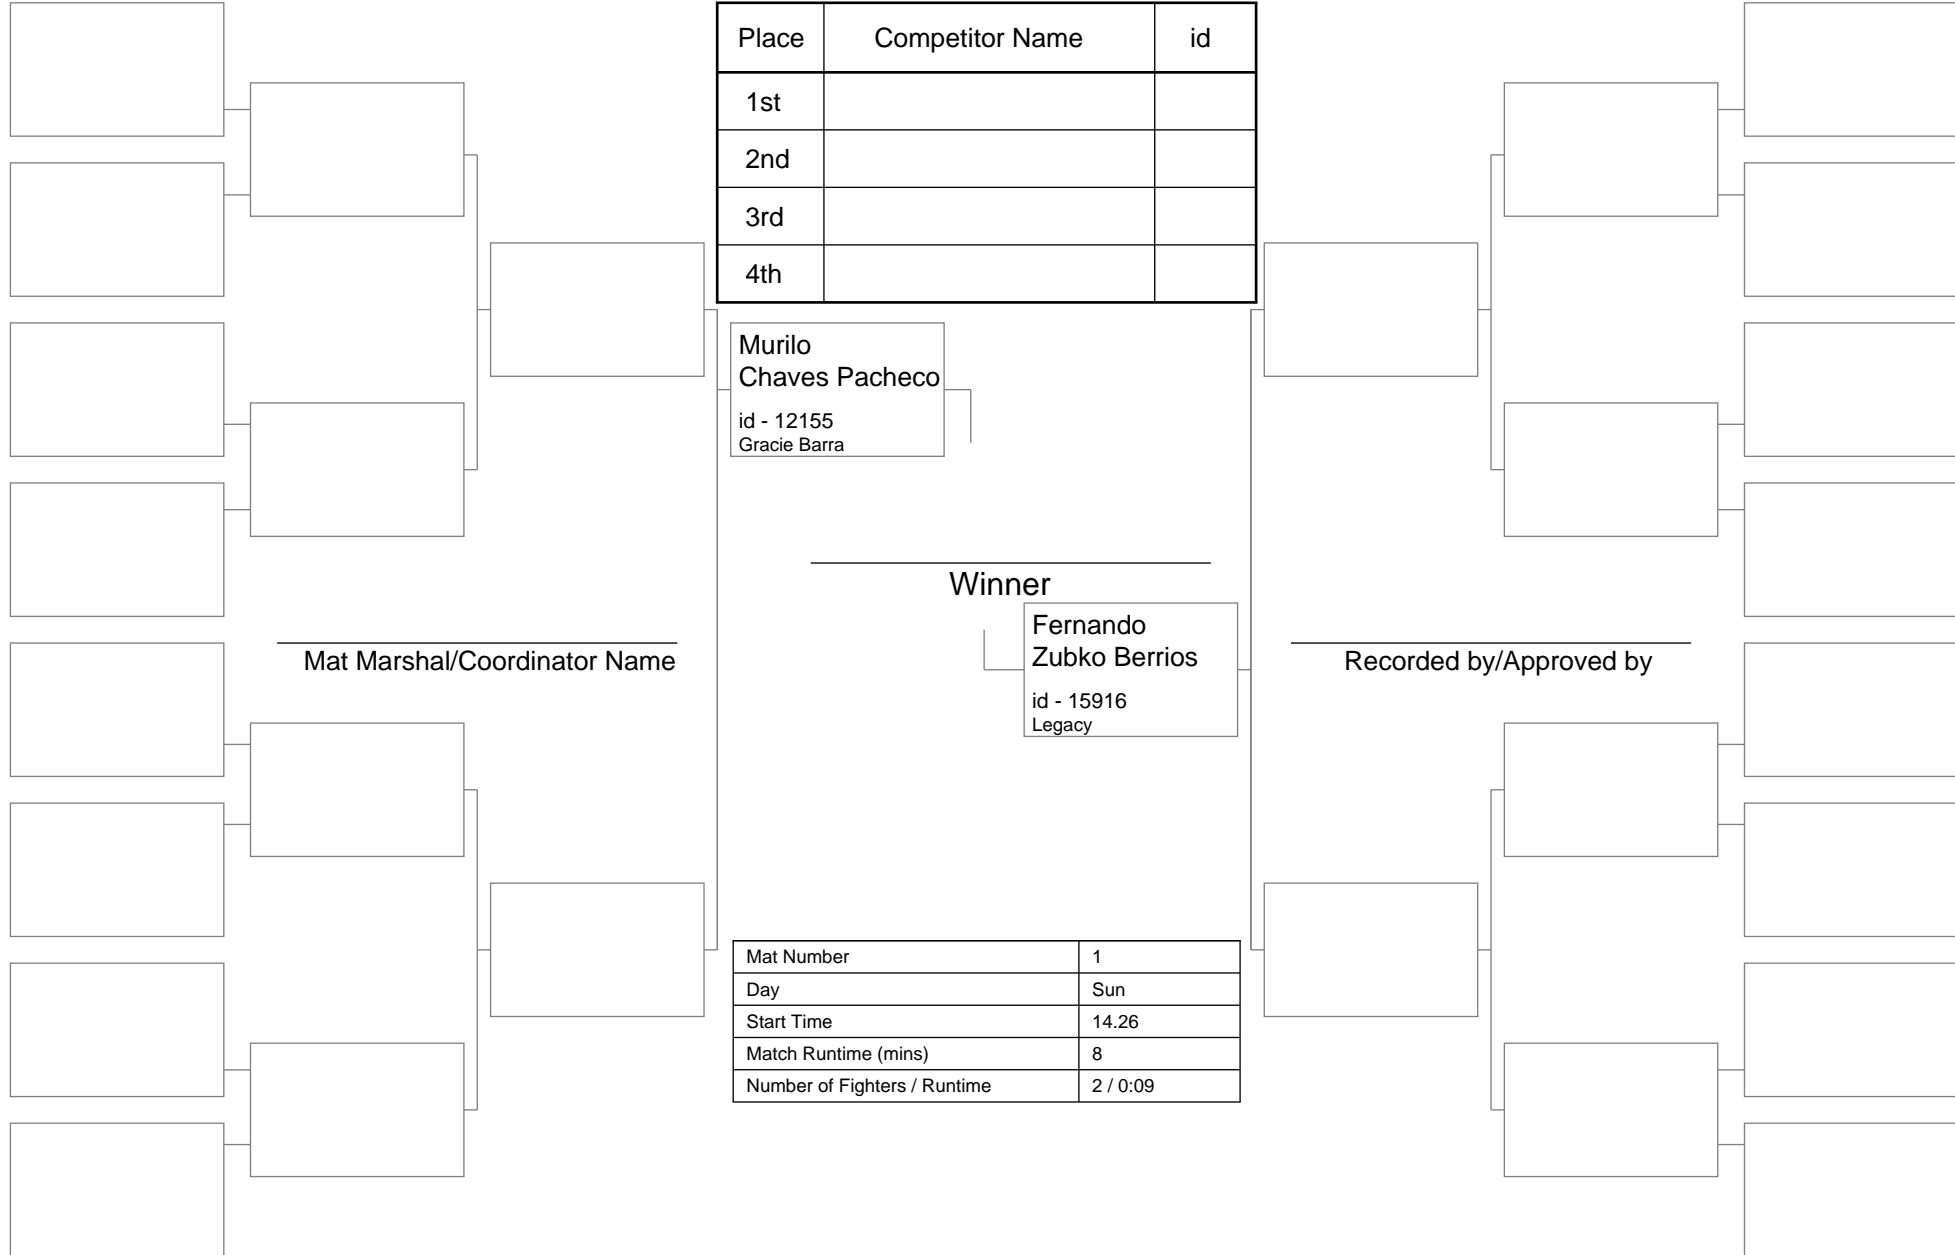 Place Competitor Name id
1st
2nd
3rd
4th
Murilo
Chaves Pacheco
id - 12155
Gracie Barra
Winner
Fernando
Zubko Berrios
id - 15916
Legacy
Mat Marshal/Coordinator Name
Recorded by/Approved by
Mat Number 1
Day Sun
Start Time 14.26
Match Runtime (mins) 8
Number of Fighters / Runtime 2 / 0:09